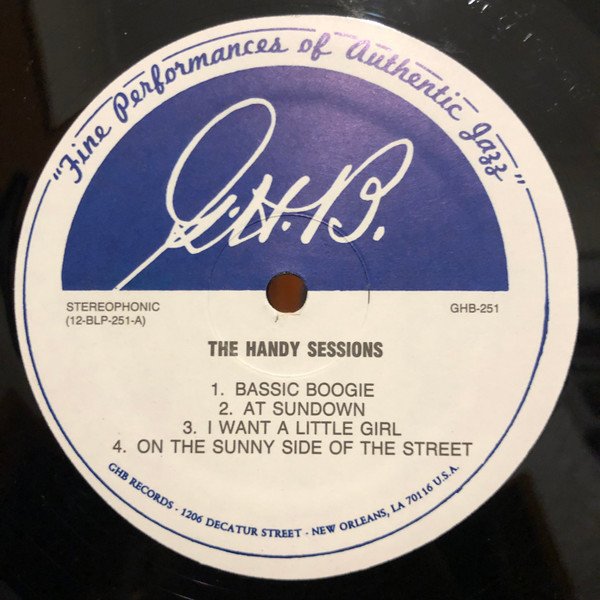 "Fine Performances of Authentic Jazz"
G.H.B.
STEREOPHONIC
(12-BLP-251-A)
GHB-251
THE HANDY SESSIONS
1. BASSIC BOOGIE
2. AT SUNDOWN
3. I WANT A LITTLE GIRL
4. ON THE SUNNY SIDE OF THE STREET
GHB RECORDS · 1206 DECATUR STREET · NEW ORLEANS, LA 70116 U.S.A.